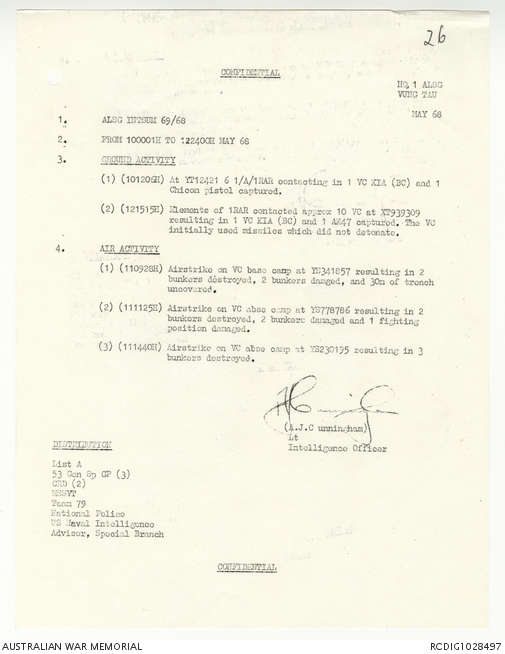 26
CONFIDENTIAL
HQ 1 ALSG
VUNG TAU
MAY 68
1. ALSG INTSUM 69/68
2. FROM 100001H TO 122400H MAY 68
3. GROUND ACTIVITY
(1) (101206H) At YT12421 6 1/A/1RAR contacting in 1 VC KIA (BC) and 1
Chicon pistol captured.
(2) (121515H) Elements of 1RAR contacted approx 10 VC at XT939309
resulting in 1 VC KIA (BC) and 1 AK47 captured. The VC
initially used missiles which did not detonate.
4. AIR ACTIVITY
(1) (110928H) Airstrike on VC base camp at YS341857 resulting in 2
bunkers destroyed, 2 bunkers damged, and 30m of trench
uncovered.
(2) (111125H) Airstrike on VC abse camp at YS778786 resulting in 2
bunkers destroyed, 2 bunkers damaged and 1 fighting
position damaged.
(3) (111440H) Airstrike on VC abse camp at YS230195 resulting in 3
bunkers destroyed.
(A.J.C unningham)
Lt
Intelligence Officer
DISTRIBUTION
List A
53 Gen Sp GP (3)
CRD (2)
Team 79
National Police
US Naval Intelligence
Advisor, Special Branch
CONFIDENTIAL
AUSTRALIAN WAR MEMORIAL
RCDIG1028497